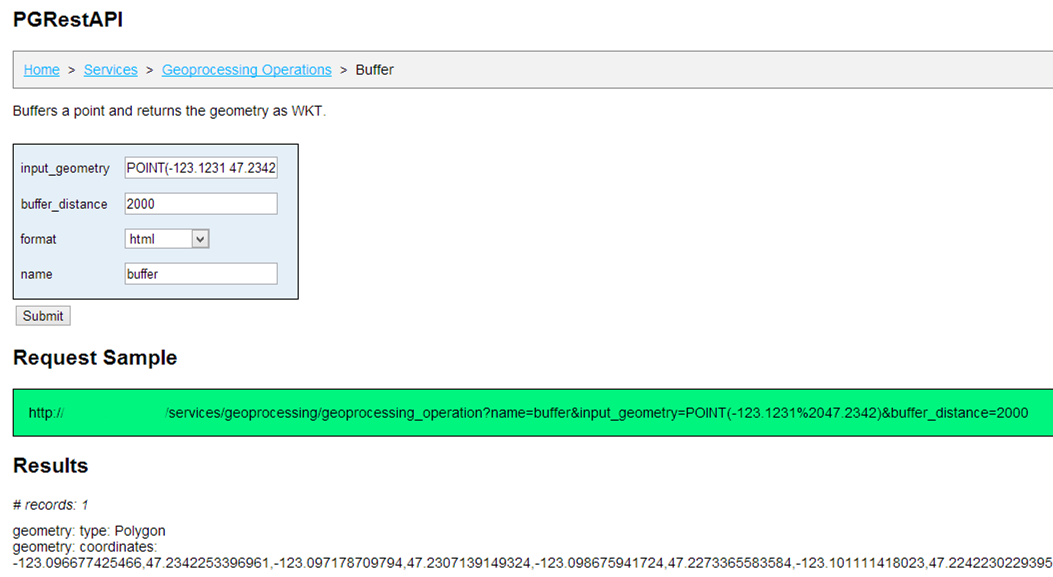 PGRestAPI
Home > Services > Geoprocessing Operations > Buffer
Buffers a point and returns the geometry as WKT.
input_geometry POINT(-123.1231 47.2342
buffer_distance 2000
format html
name buffer
Submit
Request Sample
http:// /services/geoprocessing/geoprocessing_operation?name=buffer&input_geometry=POINT(-123.1231%2047.2342)&buffer_distance=2000
Results
# records: 1
geometry: type: Polygon
geometry: coordinates:
-123.096677425466,47.2342253396961,-123.097178709794,47.2307139149324,-123.098675941724,47.2273365583584,-123.101111418023,47.22422302293​95